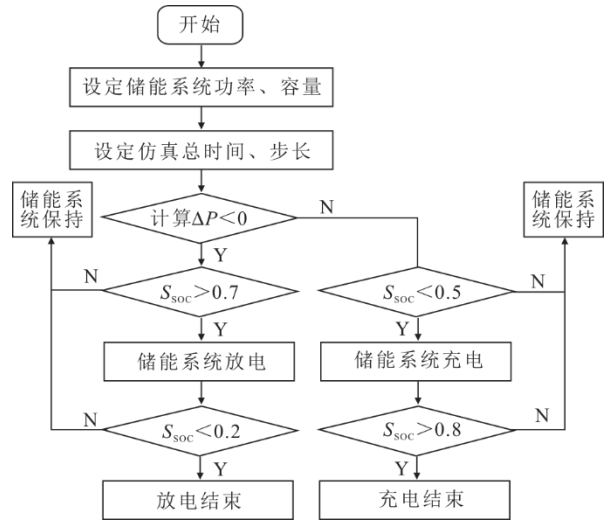 开始
设定储能系统功率、容量
设定仿真总时间、步长
储能系
统保持
计算ΔP<0
N
储能系
统保持
Y
N
S_soc>0.7
S_soc<0.5
N
Y
Y
储能系统放电
储能系统充电
N
S_soc<0.2
S_soc>0.8
N
Y
Y
放电结束
充电结束